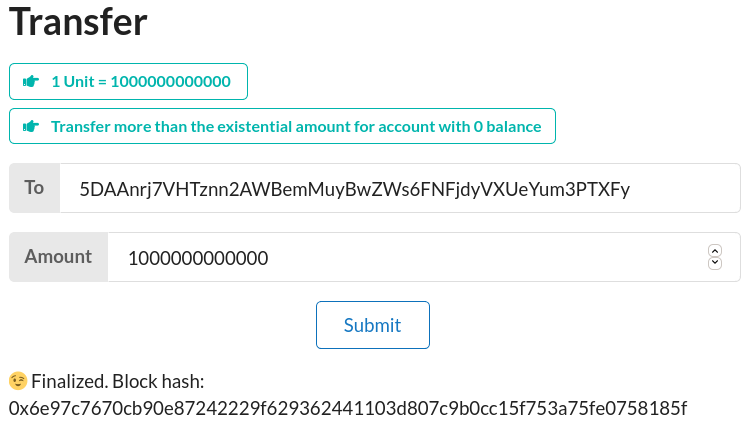 Transfer
1 Unit = 1000000000000
Transfer more than the existential amount for account with 0 balance
To 5DAAnrj7VHTznn2AWBemMuyBwZWs6FNFjdyVXUeYum3PTXFy
Amount 1000000000000
Submit
😉 Finalized. Block hash:
0x6e97c7670cb90e87242229f629362441103d807c9b0cc15f753a75fe0758185f